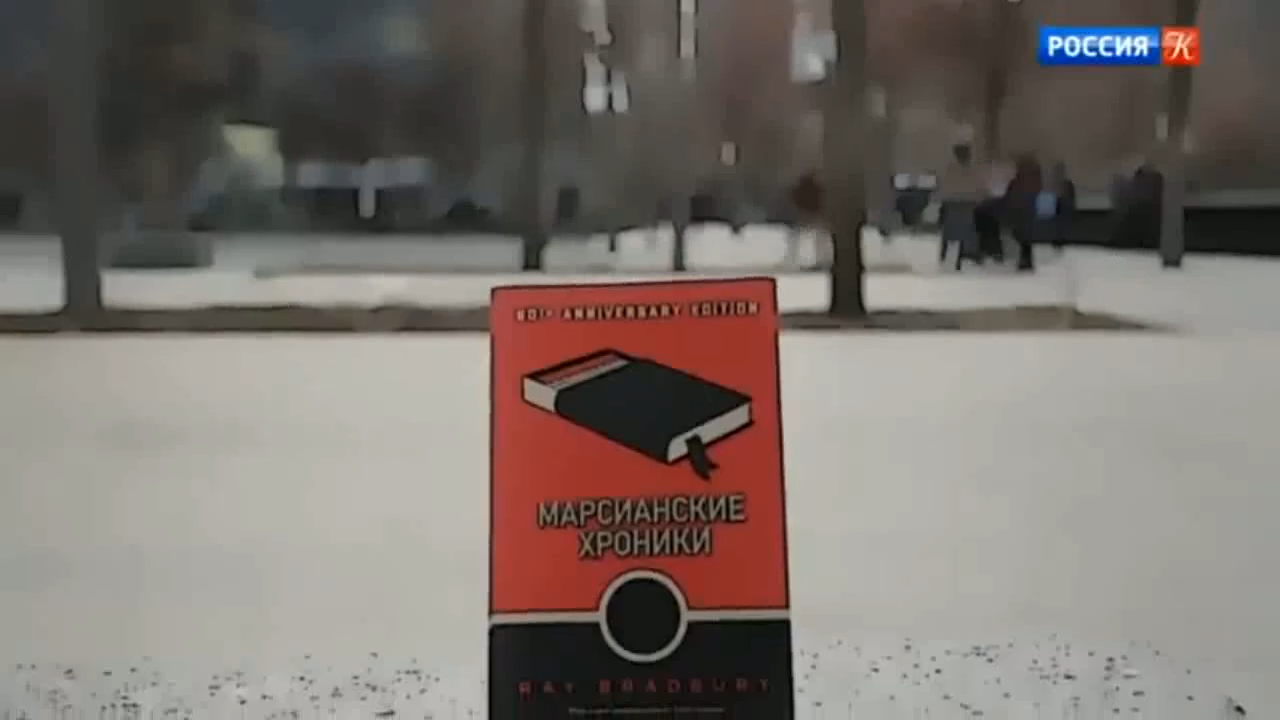 РОССИЯ К
60TH ANNIVERSARY EDITION
МАРСИАНСКИЕ
ХРОНИКИ
RAY BRADBURY